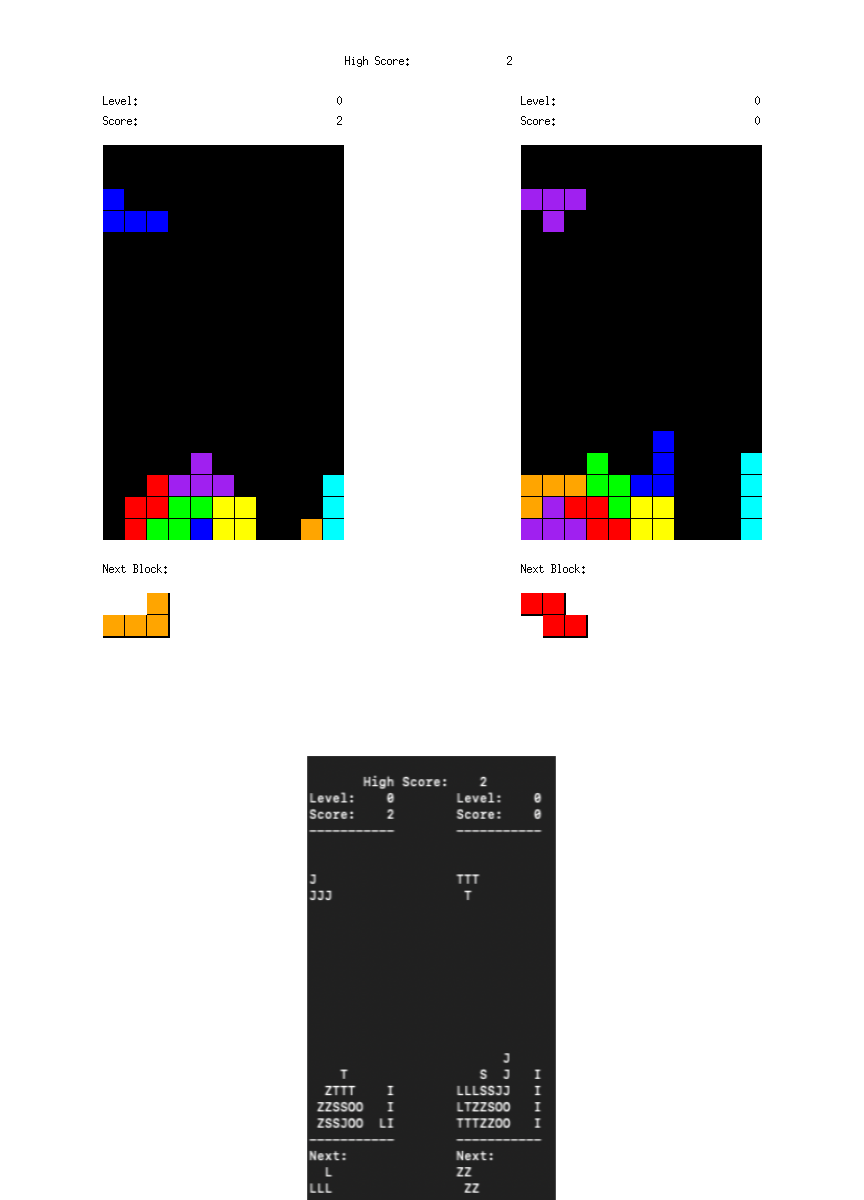 High Score: 2
Level: 0 Level: 0
Score: 2 Score: 0
Next Block: Next Block:
High Score: 2
Level: 0 Level: 0
Score: 2 Score: 0
----------- -----------
J TTT
JJJ T
J
T S J I
ZTTT I LLLSSJJ I
ZZSSOO I LTZZSOO I
ZSSJOO LI TTTZZOO I
----------- -----------
Next: Next:
L ZZ
LLL ZZ